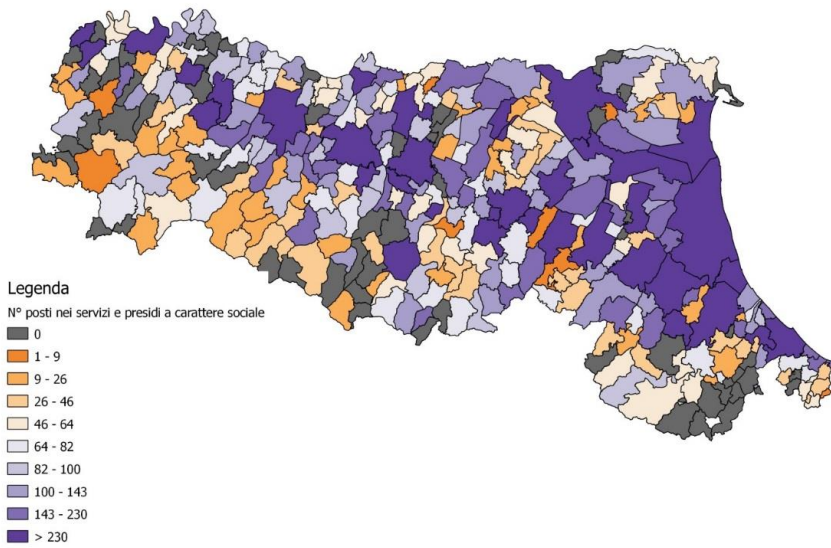 Legenda
N° posti nei servizi e presidi a carattere sociale
0
1 - 9
9 - 26
26 - 46
46 - 64
64 - 82
82 - 100
100 - 143
143 - 230
> 230